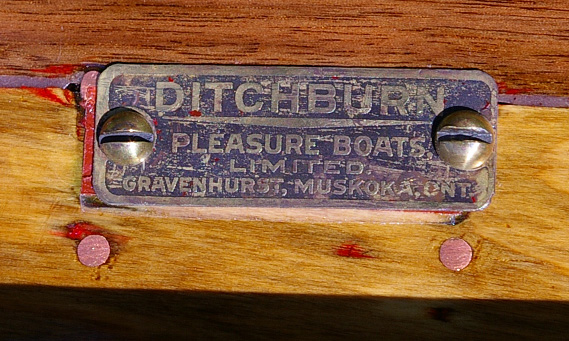 DITCHBURN
PLEASURE BOATS
LIMITED
GRAVENHURST, MUSKOKA, ONT.